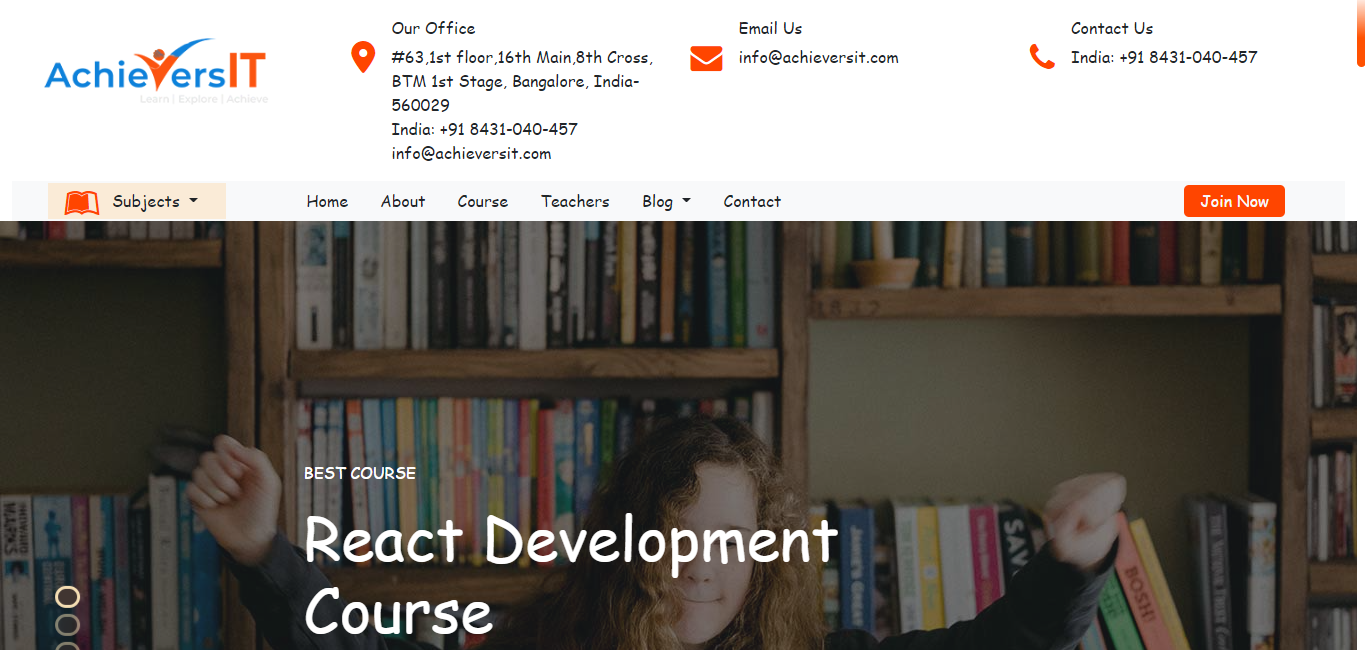 AchieversIT
Learn | Explore | Achieve
Our Office
#63,1st floor,16th Main,8th Cross,
BTM 1st Stage, Bangalore, India-
560029
India: +91 8431-040-457
info@achieversit.com
Email Us
info@achieversit.com
Contact Us
India: +91 8431-040-457
Subjects
Home
About
Course
Teachers
Blog
Contact
Join Now
1832
BEST COURSE
React Development
Course
BOSH!